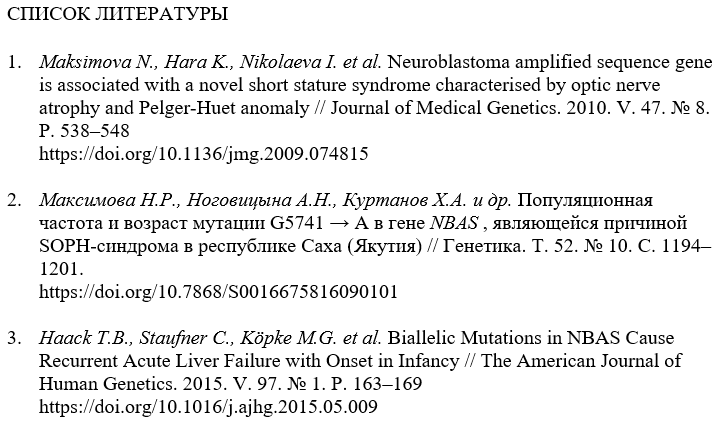 СПИСОК ЛИТЕРАТУРЫ
1. Maksimova N., Hara K., Nikolaeva I. et al. Neuroblastoma amplified sequence gene
is associated with a novel short stature syndrome characterised by optic nerve
atrophy and Pelger-Huet anomaly // Journal of Medical Genetics. 2010. V. 47. № 8.
P. 538–548
https://doi.org/10.1136/jmg.2009.074815
2. Максимова Н.Р., Ноговицына А.Н., Куртанов Х.А. и др. Популяционная
частота и возраст мутации G5741 → A в гене NBAS , являющейся причиной
SOPH-синдрома в республике Саха (Якутия) // Генетика. Т. 52. № 10. С. 1194–
1201.
https://doi.org/10.7868/S0016675816090101
3. Haack T.B., Staufner C., Köpke M.G. et al. Biallelic Mutations in NBAS Cause
Recurrent Acute Liver Failure with Onset in Infancy // The American Journal of
Human Genetics. 2015. V. 97. № 1. P. 163–169
https://doi.org/10.1016/j.ajhg.2015.05.009